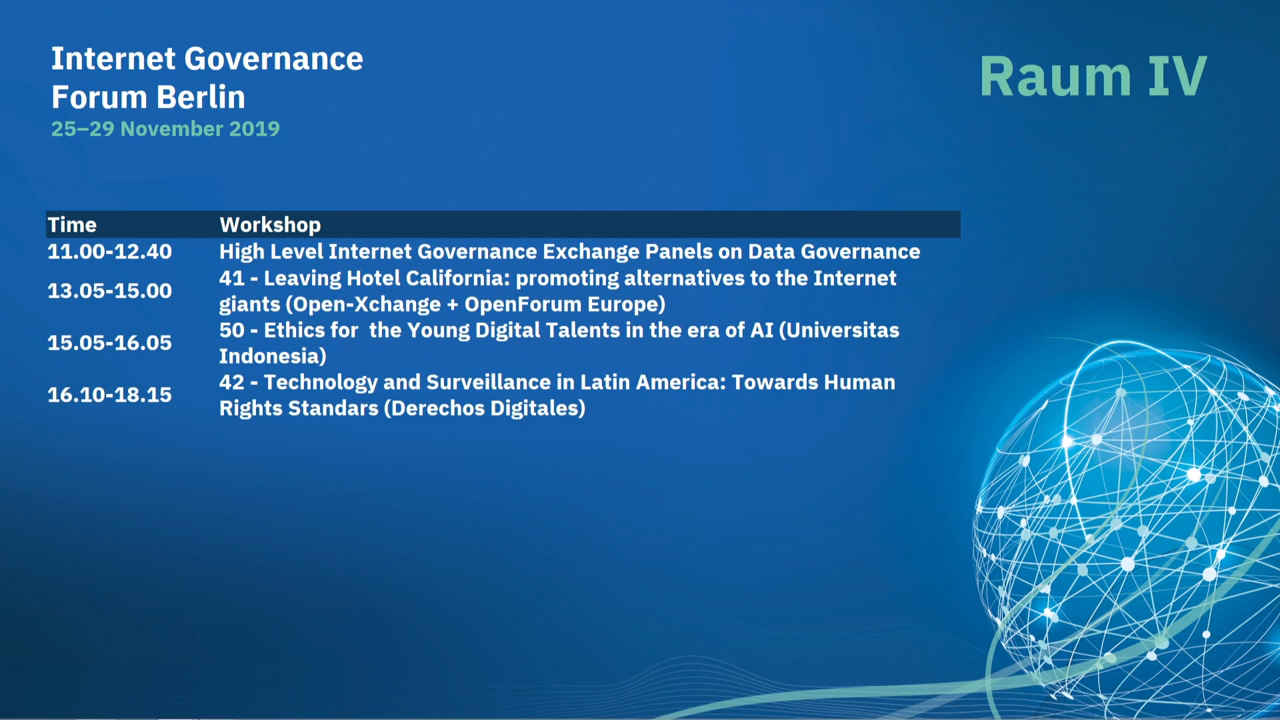 Internet Governance
Forum Berlin
25–29 November 2019
Raum IV
Time Workshop
11.00-12.40 High Level Internet Governance Exchange Panels on Data Governance
13.05-15.00 41 - Leaving Hotel California: promoting alternatives to the Internet
giants (Open-Xchange + OpenForum Europe)
15.05-16.05 50 - Ethics for  the Young Digital Talents in the era of AI (Universitas
Indonesia)
16.10-18.15 42 - Technology and Surveillance in Latin America: Towards Human
Rights Standars (Derechos Digitales)